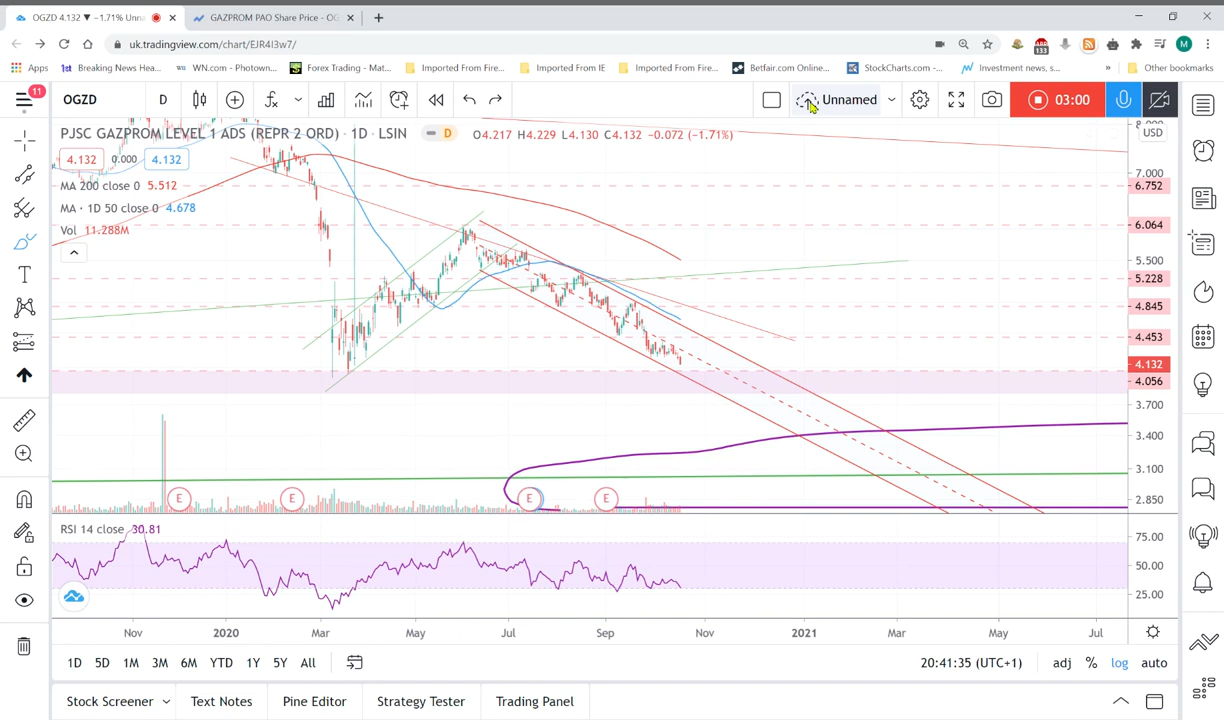 OGZD 4.132 ▼ −1.71% Unna
GAZPROM PAO Share Price - OG
uk.tradingview.com/chart/EJR4I3w7/
133
M
Apps
1st Breaking News Hea...
WN.com - Photown...
Forex Trading - Mat...
Imported From Fire...
Imported From IE
Imported From Fire...
Betfair.com Online...
StockCharts.com -...
Investment news, s...
»
Other bookmarks
11
OGZD
D
Unnamed
03:00
PJSC GAZPROM LEVEL 1 ADS (REPR 2 ORD) · 1D · LSIN
D
O4.217 H4.229 L4.130 C4.132 −0.072 (−1.71%)
4.132 0.000 4.132
MA 200 close 0 5.512
MA · 1D 50 close 0 4.678
Vol 11.288M
8.000
USD
7.000
6.752
6.064
5.500
5.228
4.845
4.453
4.132
4.056
3.700
3.400
3.100
2.850
E
E
E
E
RSI 14 close 30.81
75.00
50.00
25.00
Nov 2020 Mar May Jul Sep Nov 2021 Mar May Jul
1D 5D 1M 3M 6M YTD 1Y 5Y All
20:41:35 (UTC+1)
adj % log auto
Stock Screener
Text Notes
Pine Editor
Strategy Tester
Trading Panel